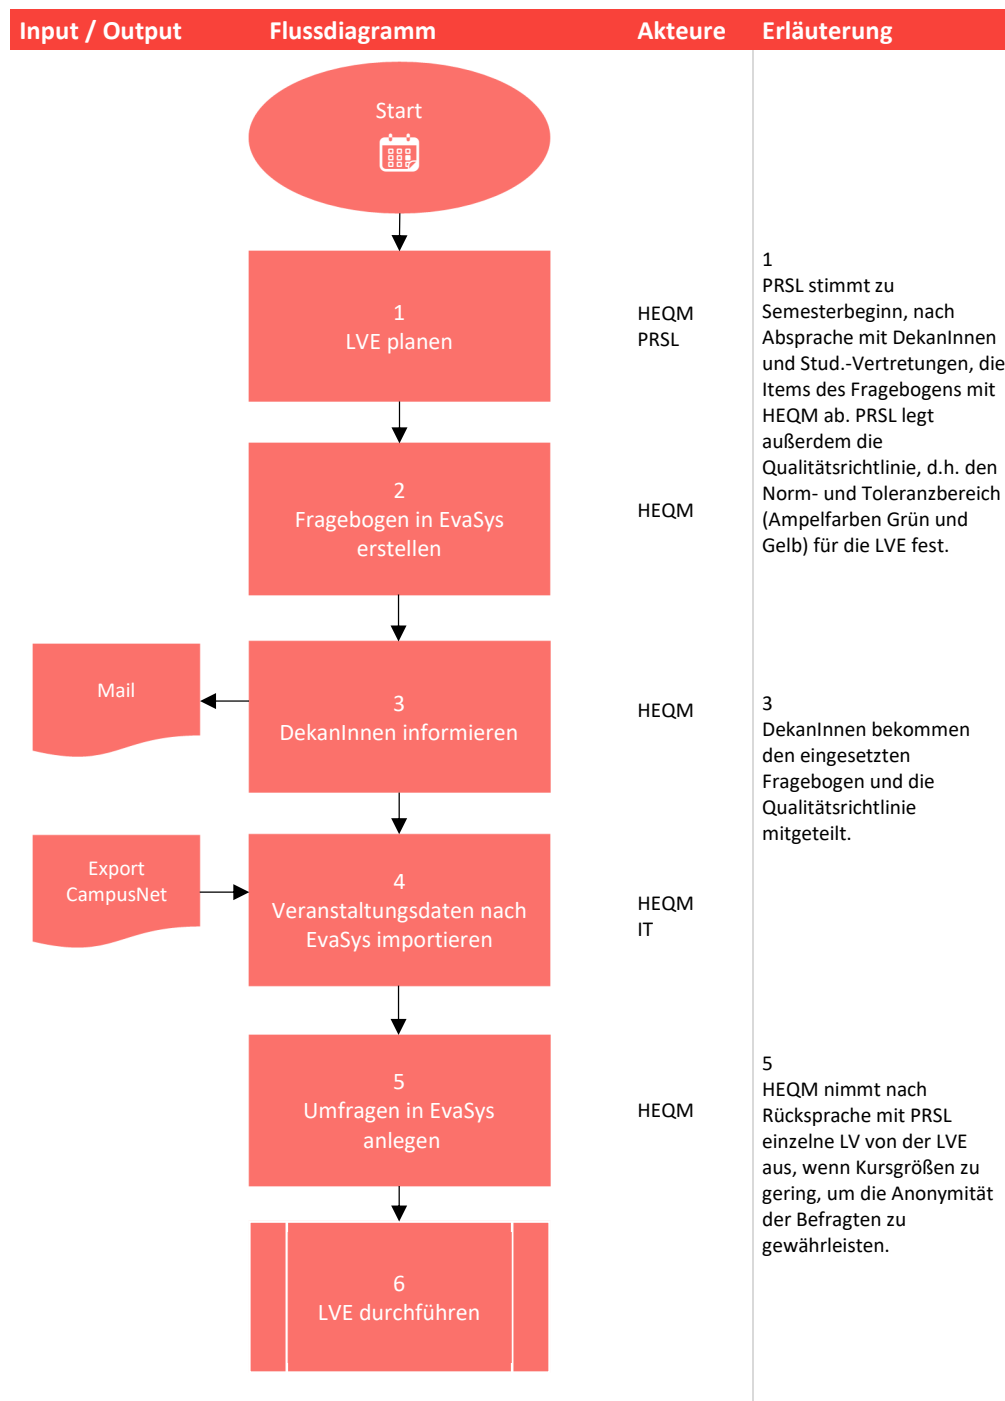 Input / Output Flussdiagramm Akteure Erläuterung
Start
1
LVE planen
HEQM
PRSL
1
PRSL stimmt zu
Semesterbeginn, nach
Absprache mit DekanInnen
und Stud.-Vertretungen, die
Items des Fragebogens mit
HEQM ab. PRSL legt
außerdem die
Qualitätsrichtlinie, d.h. den
Norm- und Toleranzbereich
(Ampelfarben Grün und
Gelb) für die LVE fest.
2
Fragebogen in EvaSys
erstellen
HEQM
Mail
3
DekanInnen informieren
HEQM
3
DekanInnen bekommen
den eingesetzten
Fragebogen und die
Qualitätsrichtlinie
mitgeteilt.
Export
CampusNet
4
Veranstaltungsdaten nach
EvaSys importieren
HEQM
IT
5
Umfragen in EvaSys
anlegen
HEQM
5
HEQM nimmt nach
Rücksprache mit PRSL
einzelne LV von der LVE
aus, wenn Kursgrößen zu
gering, um die Anonymität
der Befragten zu
gewährleisten.
6
LVE durchführen